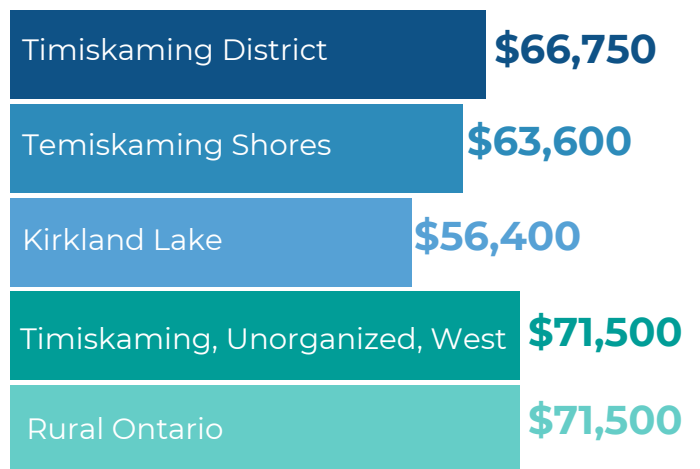 Timiskaming District $66,750
Temiskaming Shores $63,600
Kirkland Lake $56,400
Timiskaming, Unorganized, West $71,500
Rural Ontario $71,500